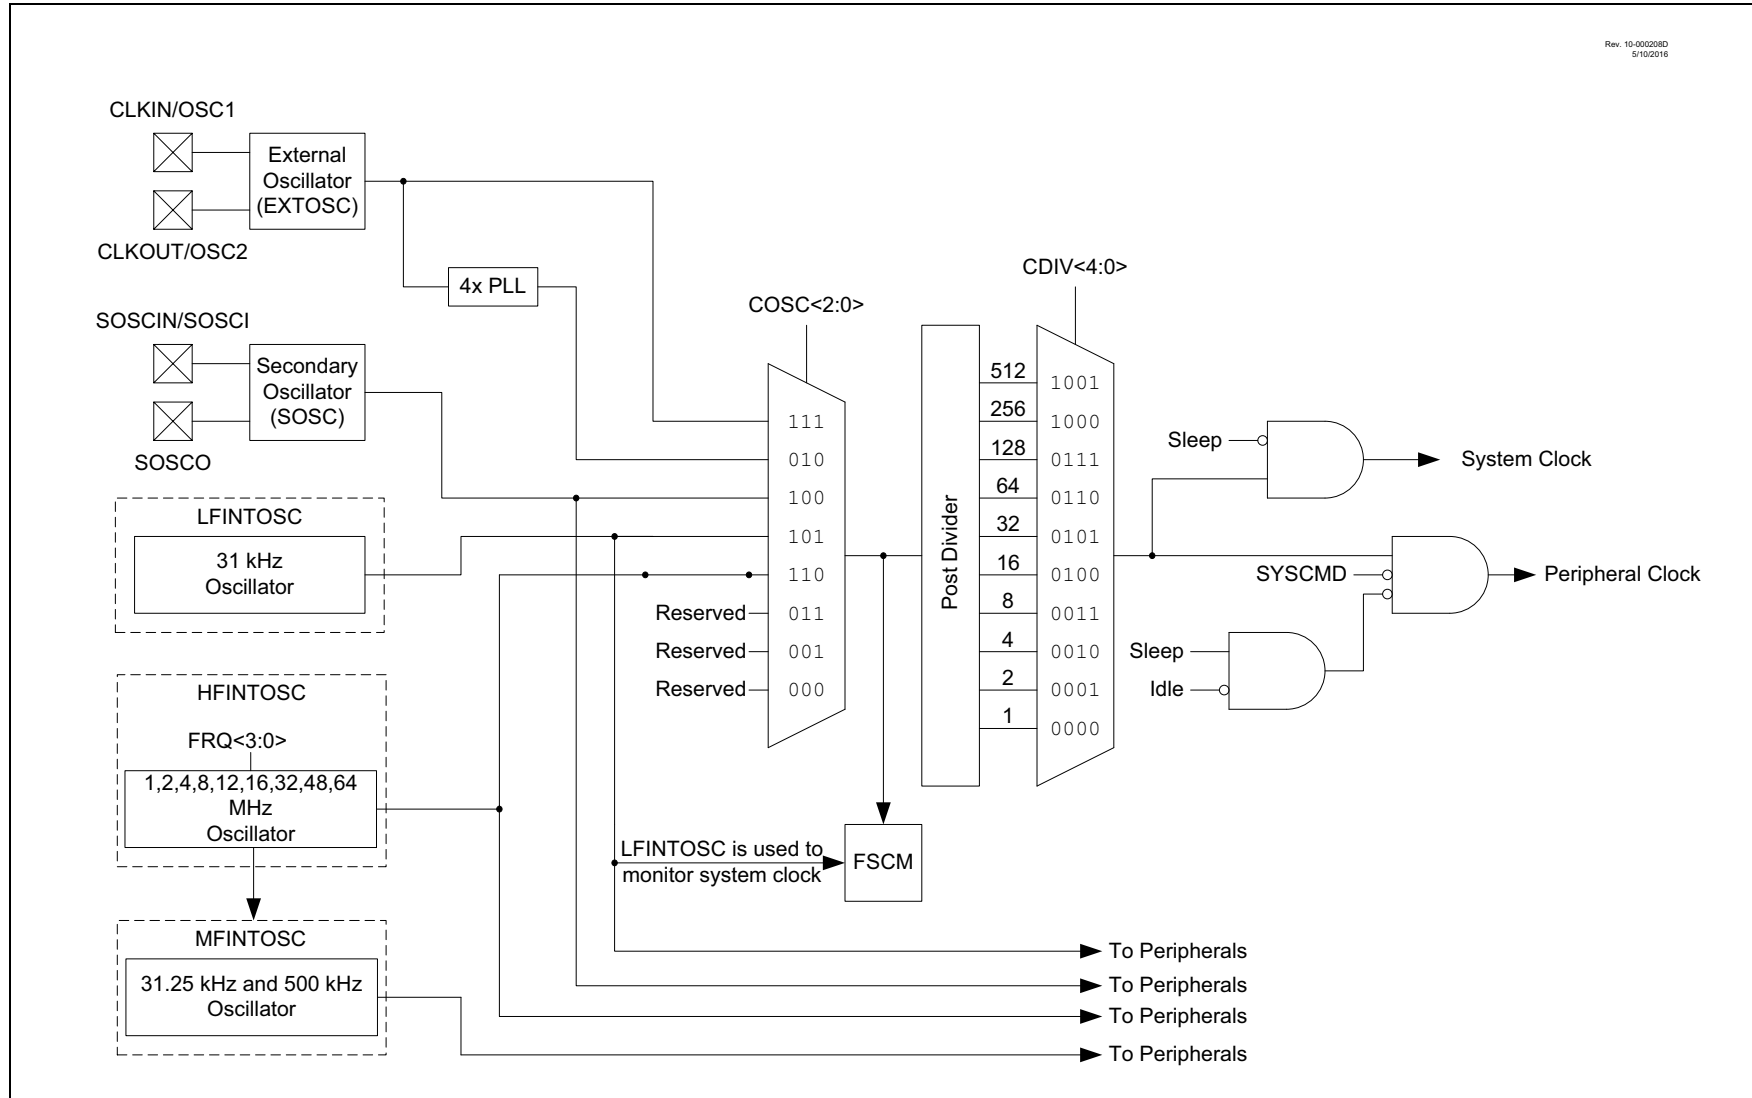 Rev. 10-000208D
5/10/2016
CLKIN/OSC1
External
Oscillator
(EXTOSC)
CLKOUT/OSC2
4x PLL
SOSCIN/SOSCI
Secondary
Oscillator
(SOSC)
SOSCO
LFINTOSC
31 kHz
Oscillator
HFINTOSC
FRQ<3:0>
1,2,4,8,12,16,32,48,64
MHz
Oscillator
MFINTOSC
31.25 kHz and 500 kHz
Oscillator
COSC<2:0>
111
010
100
101
110
Reserved 011
Reserved 001
Reserved 000
LFINTOSC is used to
monitor system clock
FSCM
Post Divider
CDIV<4:0>
512 1001
256 1000
128 0111
64 0110
32 0101
16 0100
8 0011
4 0010
2 0001
1 0000
Sleep
System Clock
SYSCMD
Peripheral Clock
Sleep
Idle
To Peripherals
To Peripherals
To Peripherals
To Peripherals